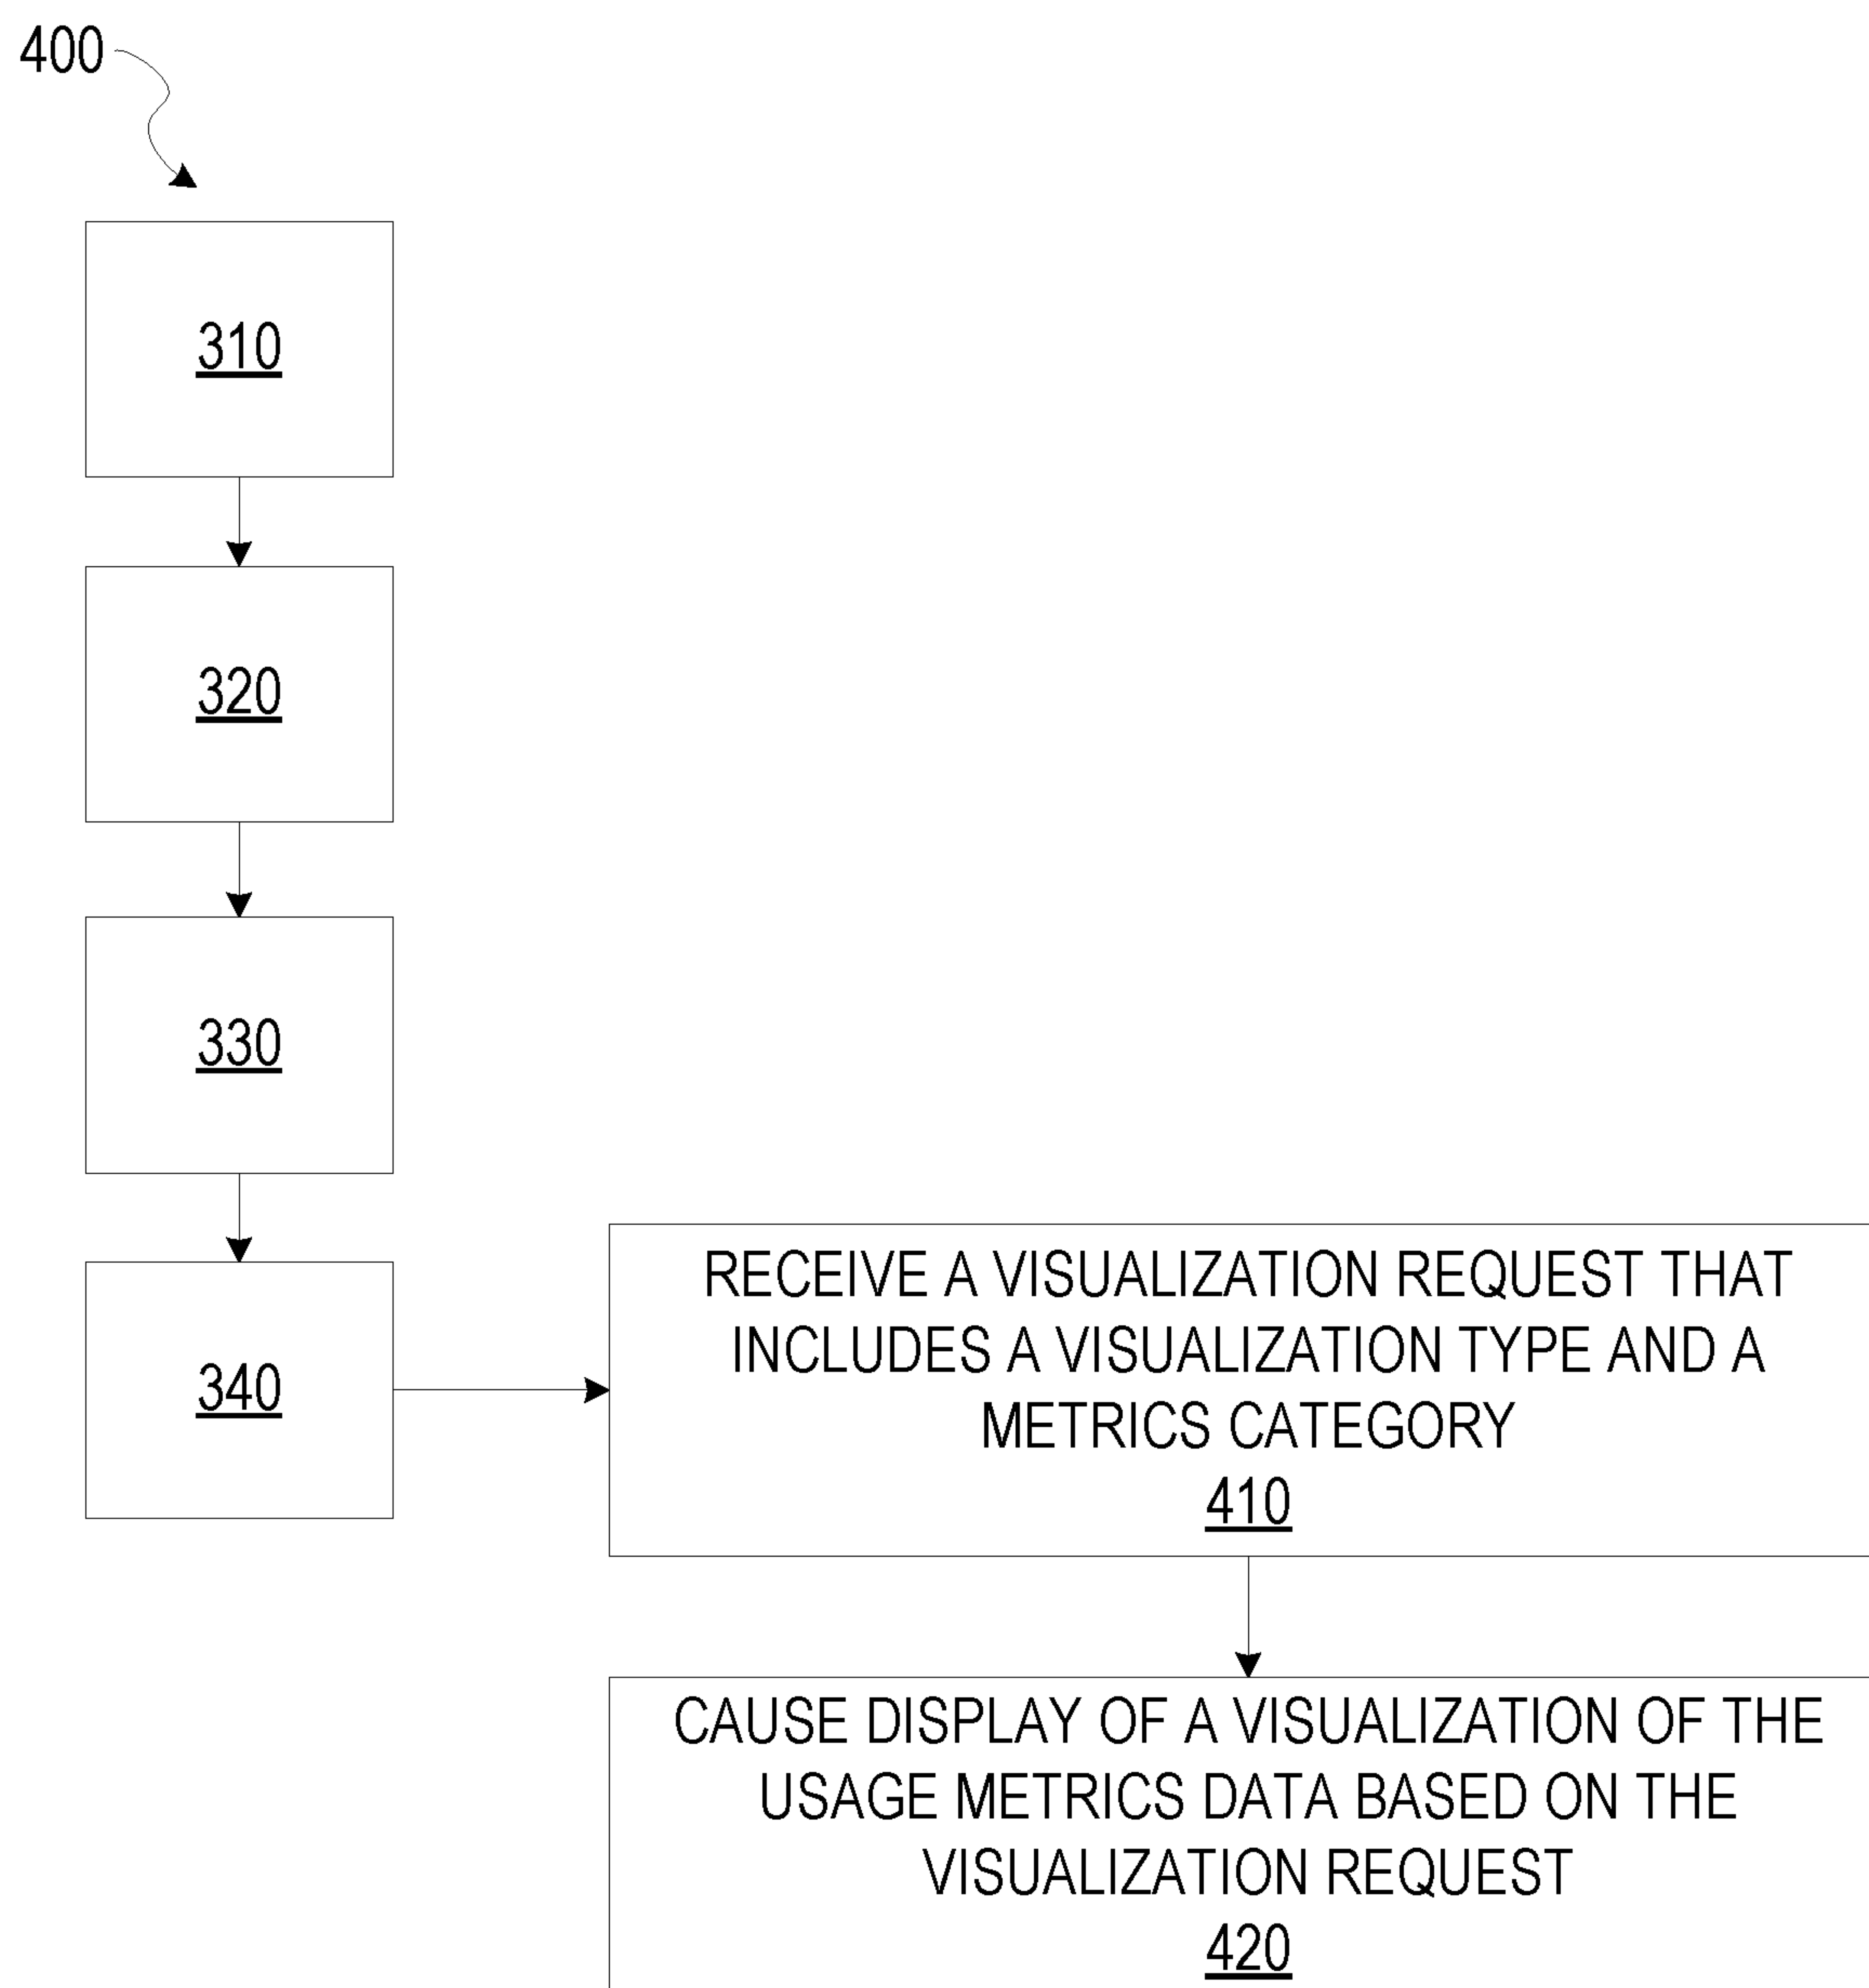 400
310
320
330
340
RECEIVE A VISUALIZATION REQUEST THAT
INCLUDES A VISUALIZATION TYPE AND A
METRICS CATEGORY
410
CAUSE DISPLAY OF A VISUALIZATION OF THE
USAGE METRICS DATA BASED ON THE
VISUALIZATION REQUEST
420